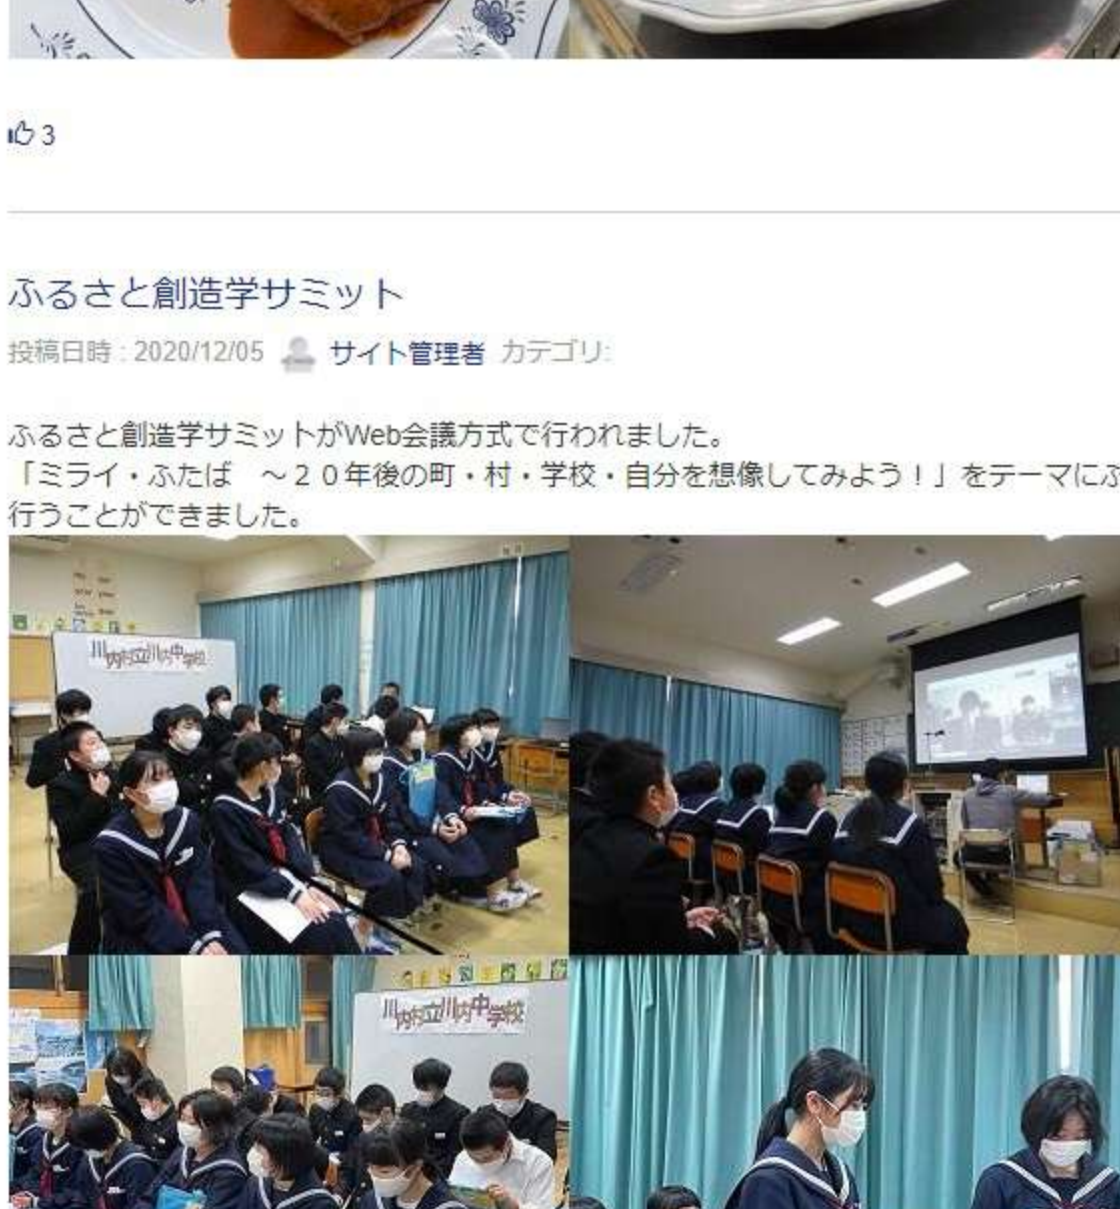 3
ふるさと創造学サミット
投稿日時 : 2020/12/05 サイト管理者 カテゴリ:
ふるさと創造学サミットがWeb会議方式で行われました。
「ミライ・ふたば　～２０年後の町・村・学校・自分を想像してみよう！」をテーマにふ
行うことができました。
川内村立川内中学校
川内村立川内中学校